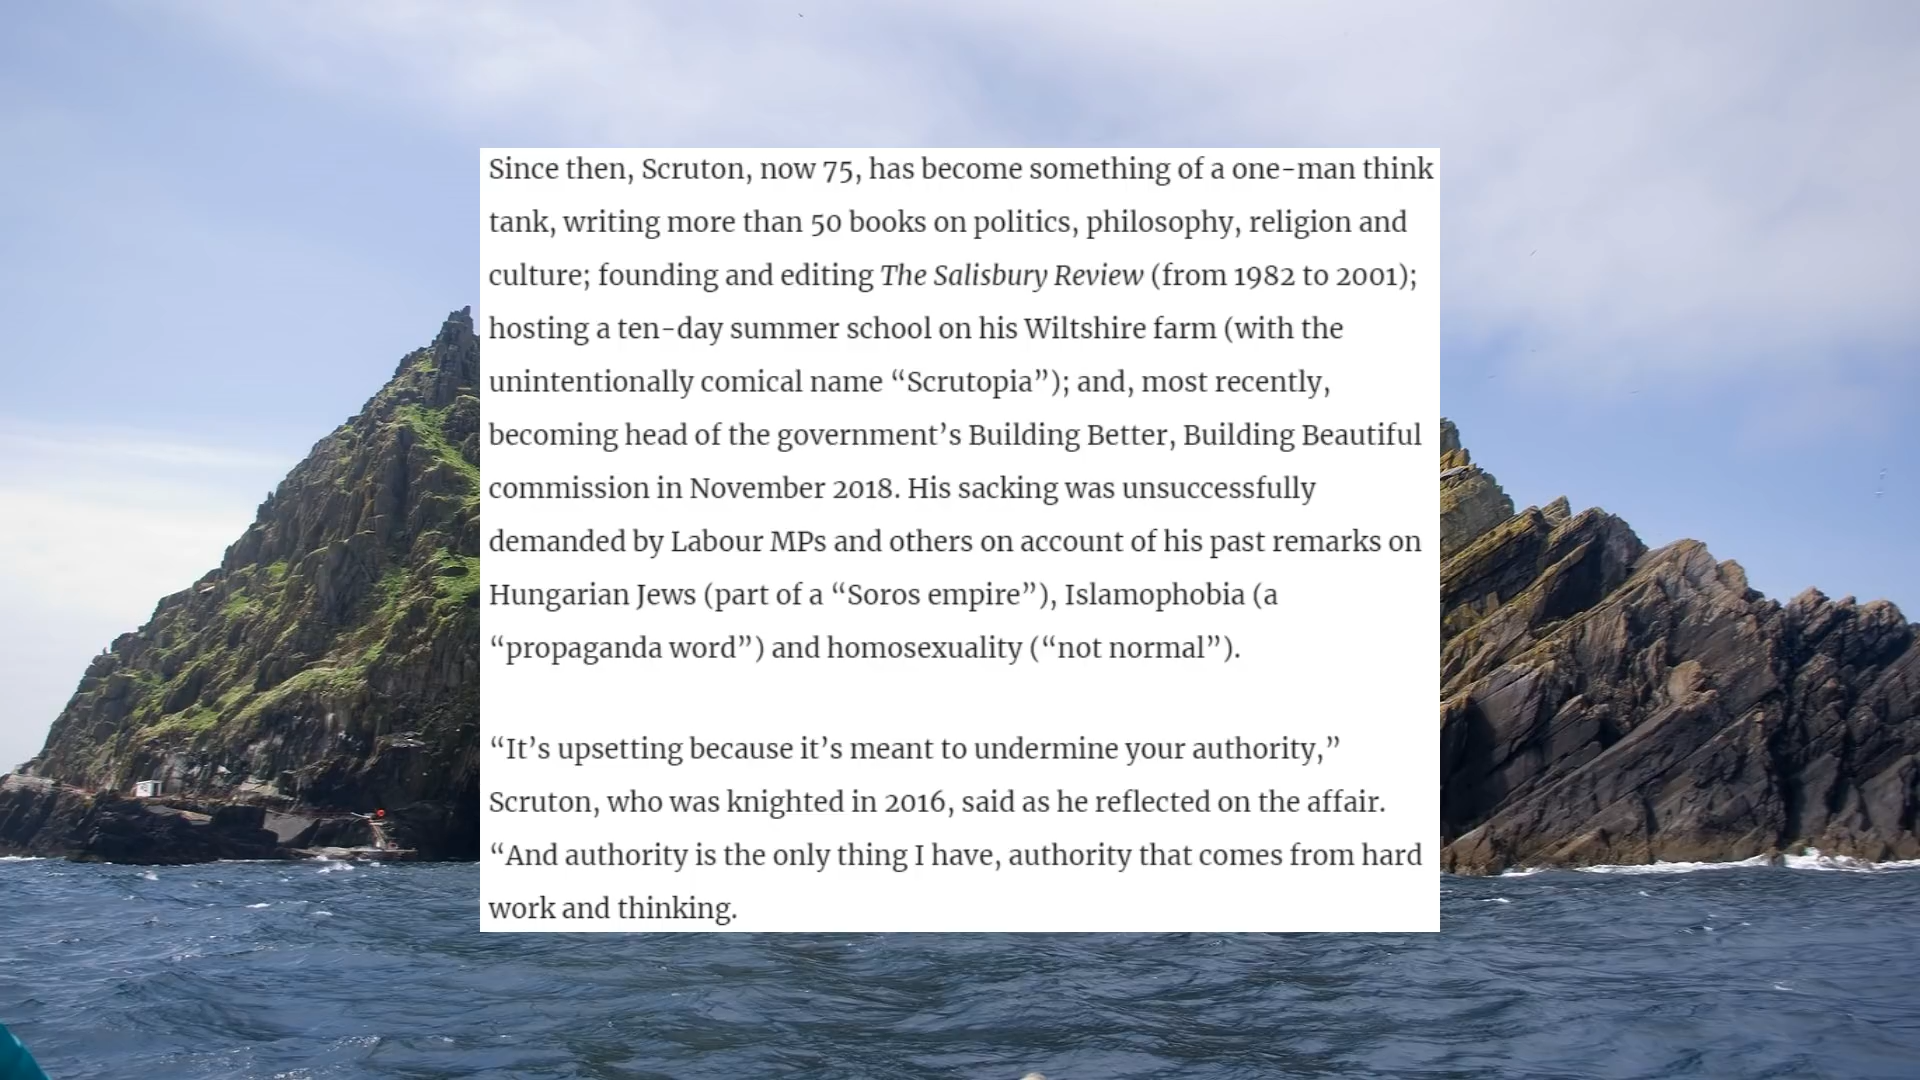 Since then, Scruton, now 75, has become something of a one-man think
tank, writing more than 50 books on politics, philosophy, religion and
culture; founding and editing The Salisbury Review (from 1982 to 2001);
hosting a ten-day summer school on his Wiltshire farm (with the
unintentionally comical name “Scrutopia”); and, most recently,
becoming head of the government’s Building Better, Building Beautiful
commission in November 2018. His sacking was unsuccessfully
demanded by Labour MPs and others on account of his past remarks on
Hungarian Jews (part of a “Soros empire”), Islamophobia (a
“propaganda word”) and homosexuality (“not normal”).
“It’s upsetting because it’s meant to undermine your authority,”
Scruton, who was knighted in 2016, said as he reflected on the affair.
“And authority is the only thing I have, authority that comes from hard
work and thinking.